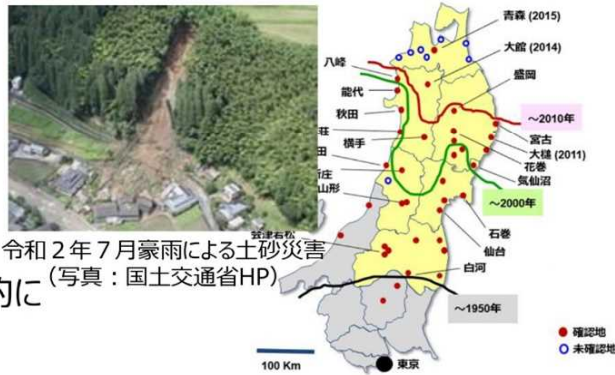 令和２年７月豪雨による土砂災害
（写真：国土交通省HP）
的に
青森 (2015)
大館 (2014)
八峰
盛岡
能代
秋田
～2010年
宮古
横手
大槌 (2011)
花巻
気仙沼
～2000年
石巻
仙台
白河
～1950年
確認地
未確認地
100 Km
東京